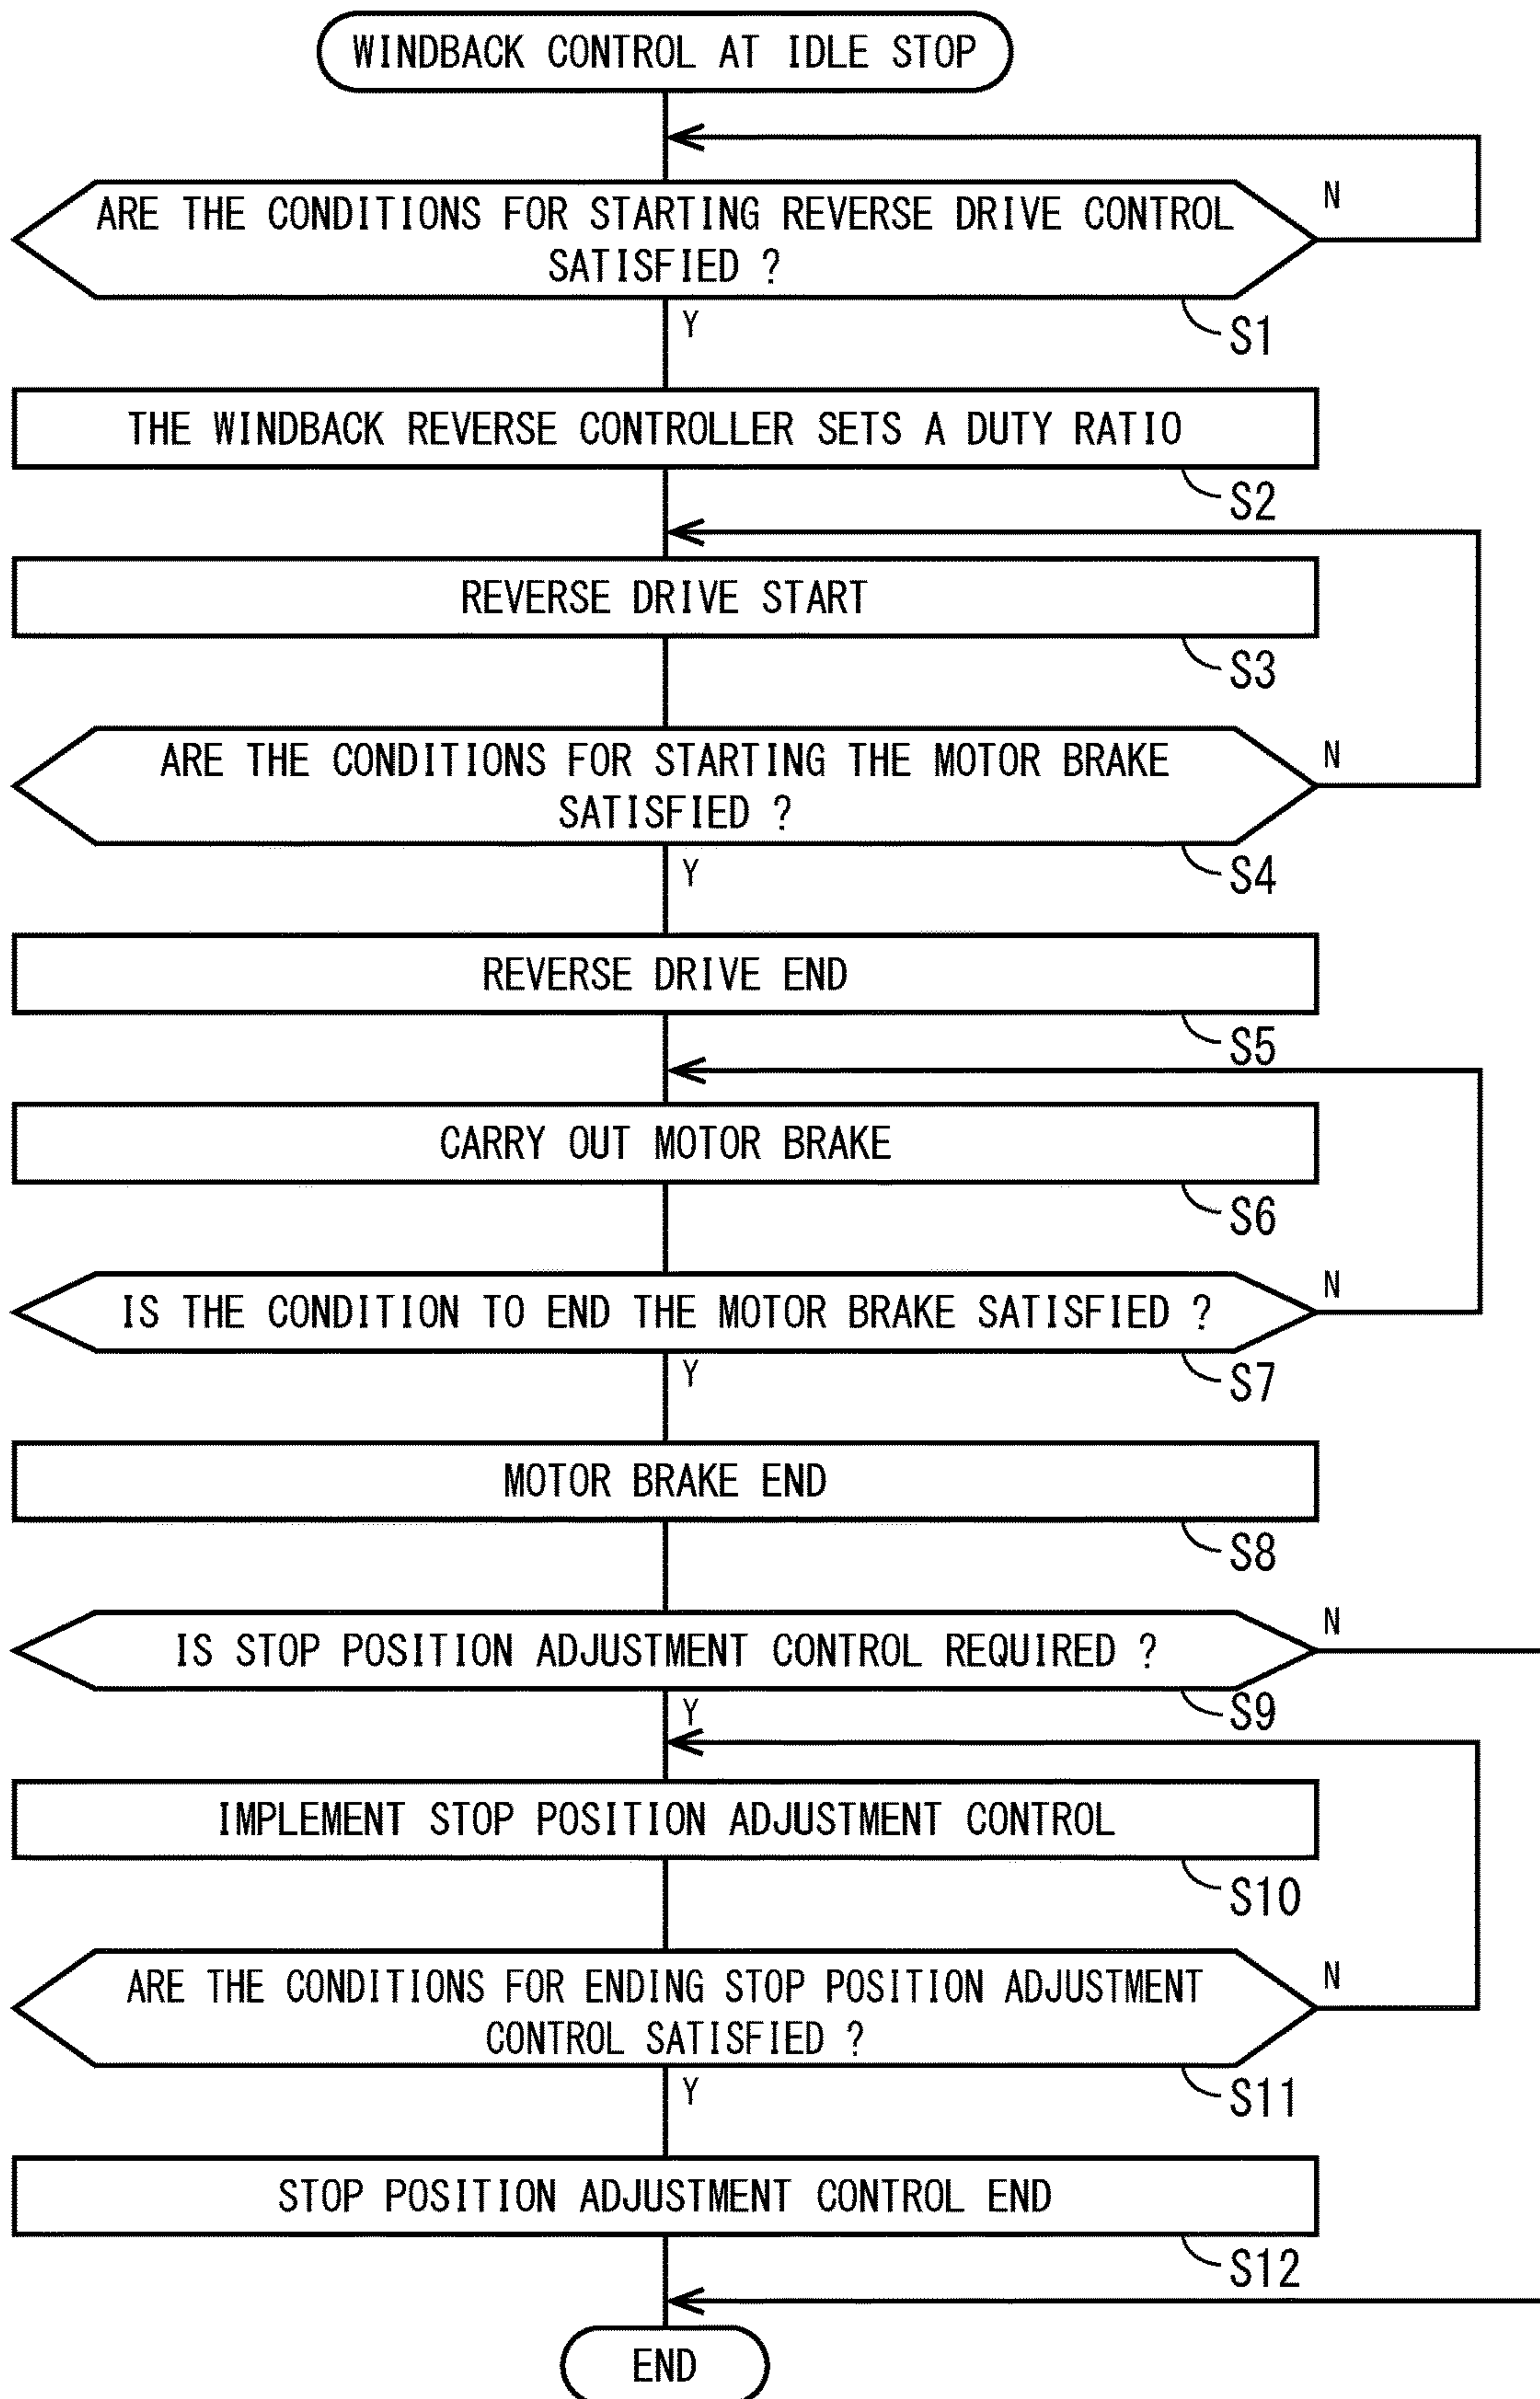 WINDBACK CONTROL AT IDLE STOP
ARE THE CONDITIONS FOR STARTING REVERSE DRIVE CONTROL
SATISFIED ?
N
Y
S1
THE WINDBACK REVERSE CONTROLLER SETS A DUTY RATIO
S2
REVERSE DRIVE START
S3
ARE THE CONDITIONS FOR STARTING THE MOTOR BRAKE
SATISFIED ?
N
Y
S4
REVERSE DRIVE END
S5
CARRY OUT MOTOR BRAKE
S6
IS THE CONDITION TO END THE MOTOR BRAKE SATISFIED ?
N
Y
S7
MOTOR BRAKE END
S8
IS STOP POSITION ADJUSTMENT CONTROL REQUIRED ?
N
Y
S9
IMPLEMENT STOP POSITION ADJUSTMENT CONTROL
S10
ARE THE CONDITIONS FOR ENDING STOP POSITION ADJUSTMENT
CONTROL SATISFIED ?
N
Y
S11
STOP POSITION ADJUSTMENT CONTROL END
S12
END